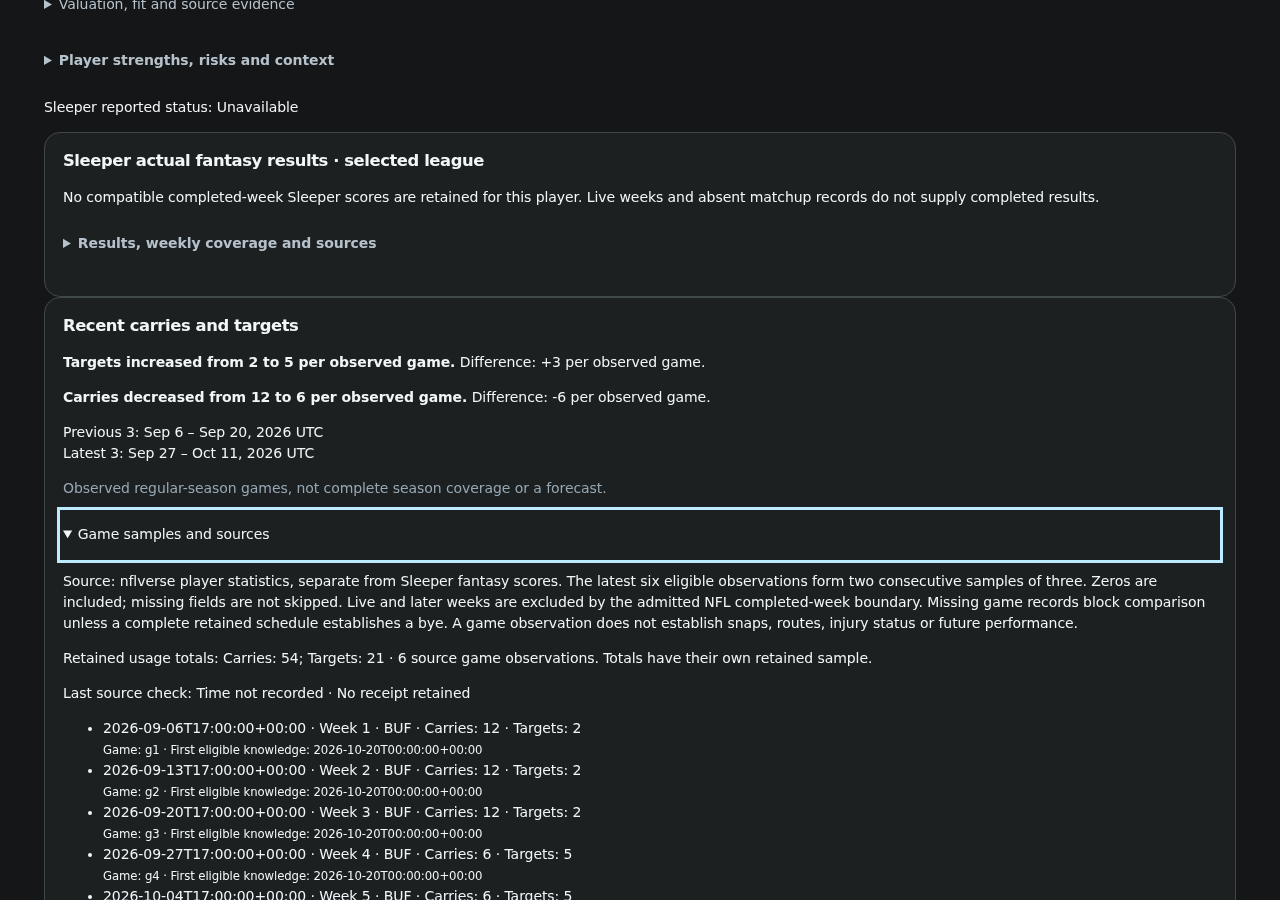 ▶ Valuation, fit and source evidence
▶ Player strengths, risks and context
Sleeper reported status: Unavailable
Sleeper actual fantasy results · selected league
No compatible completed-week Sleeper scores are retained for this player. Live weeks and absent matchup records do not supply completed results.
▶ Results, weekly coverage and sources
Recent carries and targets
Targets increased from 2 to 5 per observed game. Difference: +3 per observed game.
Carries decreased from 12 to 6 per observed game. Difference: -6 per observed game.
Previous 3: Sep 6 – Sep 20, 2026 UTC
Latest 3: Sep 27 – Oct 11, 2026 UTC
Observed regular-season games, not complete season coverage or a forecast.
▼ Game samples and sources
Source: nflverse player statistics, separate from Sleeper fantasy scores. The latest six eligible observations form two consecutive samples of three. Zeros are
included; missing fields are not skipped. Live and later weeks are excluded by the admitted NFL completed-week boundary. Missing game records block comparison
unless a complete retained schedule establishes a bye. A game observation does not establish snaps, routes, injury status or future performance.
Retained usage totals: Carries: 54; Targets: 21 · 6 source game observations. Totals have their own retained sample.
Last source check: Time not recorded · No receipt retained
• 2026-09-06T17:00:00+00:00 · Week 1 · BUF · Carries: 12 · Targets: 2
Game: g1 · First eligible knowledge: 2026-10-20T00:00:00+00:00
• 2026-09-13T17:00:00+00:00 · Week 2 · BUF · Carries: 12 · Targets: 2
Game: g2 · First eligible knowledge: 2026-10-20T00:00:00+00:00
• 2026-09-20T17:00:00+00:00 · Week 3 · BUF · Carries: 12 · Targets: 2
Game: g3 · First eligible knowledge: 2026-10-20T00:00:00+00:00
• 2026-09-27T17:00:00+00:00 · Week 4 · BUF · Carries: 6 · Targets: 5
Game: g4 · First eligible knowledge: 2026-10-20T00:00:00+00:00
• 2026-10-04T17:00:00+00:00 · Week 5 · BUF · Carries: 6 · Targets: 5